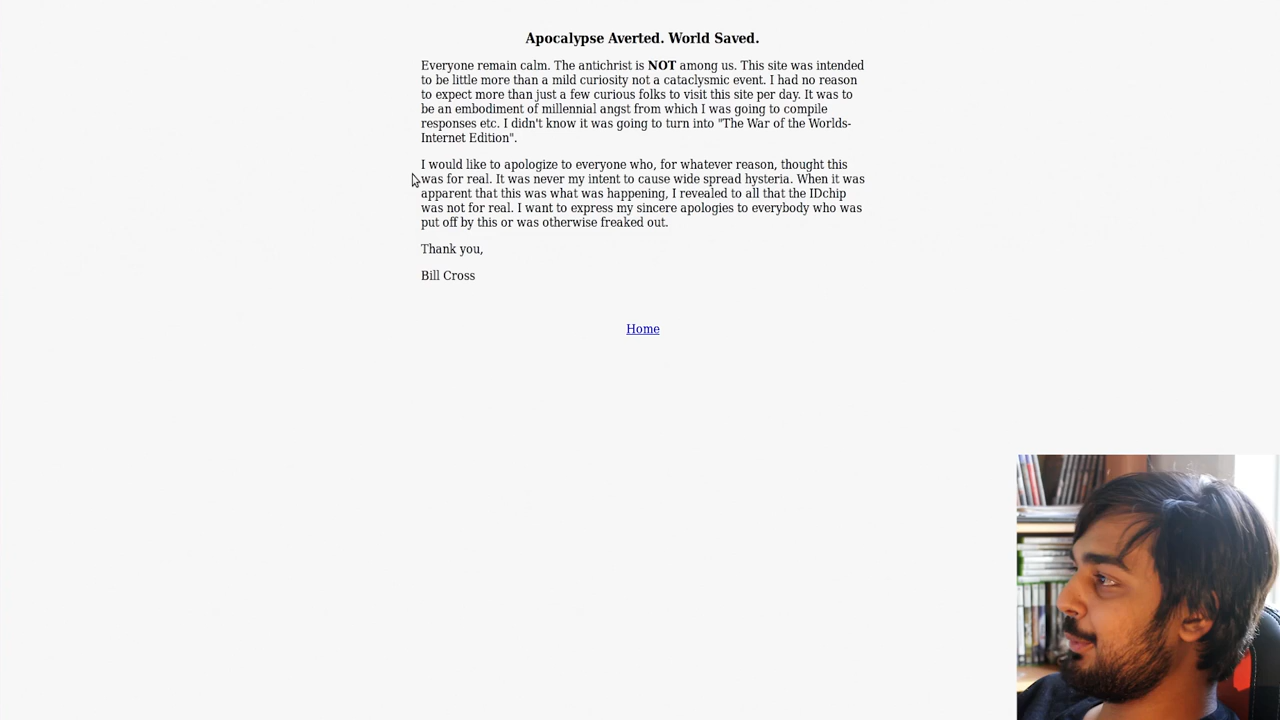 Apocalypse Averted. World Saved.
Everyone remain calm. The antichrist is NOT among us. This site was intended
to be little more than a mild curiosity not a cataclysmic event. I had no reason
to expect more than just a few curious folks to visit this site per day. It was to
be an embodiment of millennial angst from which I was going to compile
responses etc. I didn't know it was going to turn into "The War of the Worlds-
Internet Edition".
I would like to apologize to everyone who, for whatever reason, thought this
was for real. It was never my intent to cause wide spread hysteria. When it was
apparent that this was what was happening, I revealed to all that the IDchip
was not for real. I want to express my sincere apologies to everybody who was
put off by this or was otherwise freaked out.
Thank you,
Bill Cross
Home